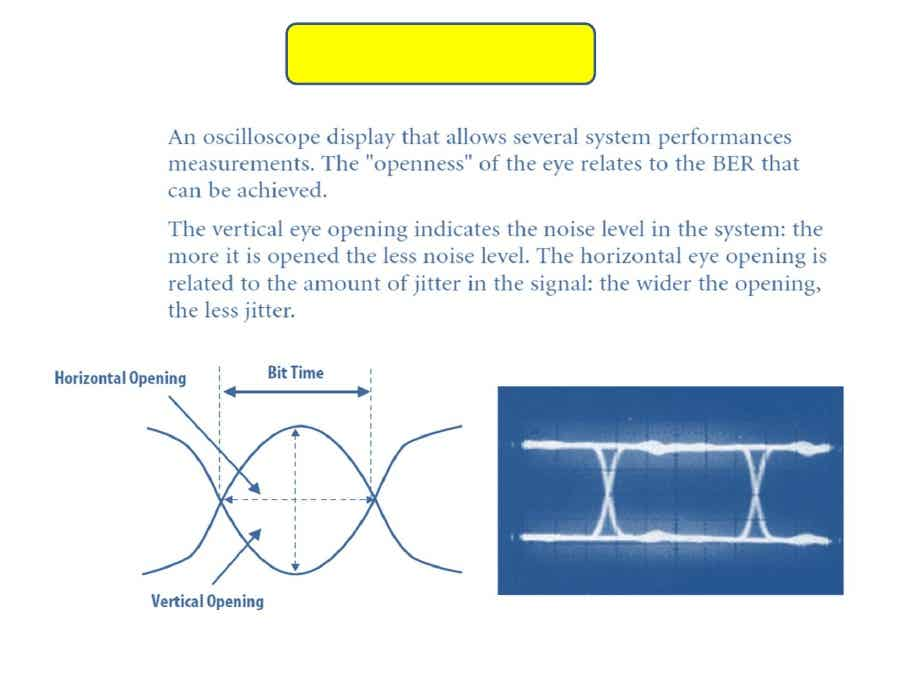 An oscilloscope display that allows several system performances
measurements. The "openness" of the eye relates to the BER that
can be achieved.
The vertical eye opening indicates the noise level in the system: the
more it is opened the less noise level. The horizontal eye opening is
related to the amount of jitter in the signal: the wider the opening,
the less jitter.
Horizontal Opening
Bit Time
Vertical Opening